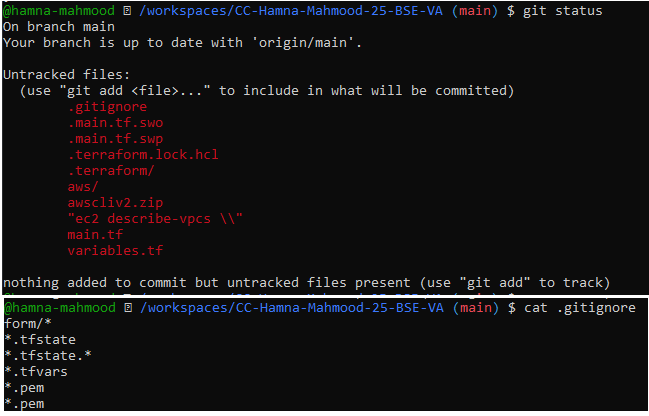 @hamna-mahmood /workspaces/CC-Hamna-Mahmood-25-BSE-VA (main) $ git status
On branch main
Your branch is up to date with 'origin/main'.
Untracked files:
(use "git add <file>..." to include in what will be committed)
.gitignore
.main.tf.swo
.main.tf.swp
.terraform.lock.hcl
.terraform/
aws/
awscliv2.zip
"ec2 describe-vpcs \\"
main.tf
variables.tf
nothing added to commit but untracked files present (use "git add" to track)
@hamna-mahmood /workspaces/CC-Hamna-Mahmood-25-BSE-VA (main) $ cat .gitignore
form/*
*.tfstate
*.tfstate.*
*.tfvars
*.pem
*.pem